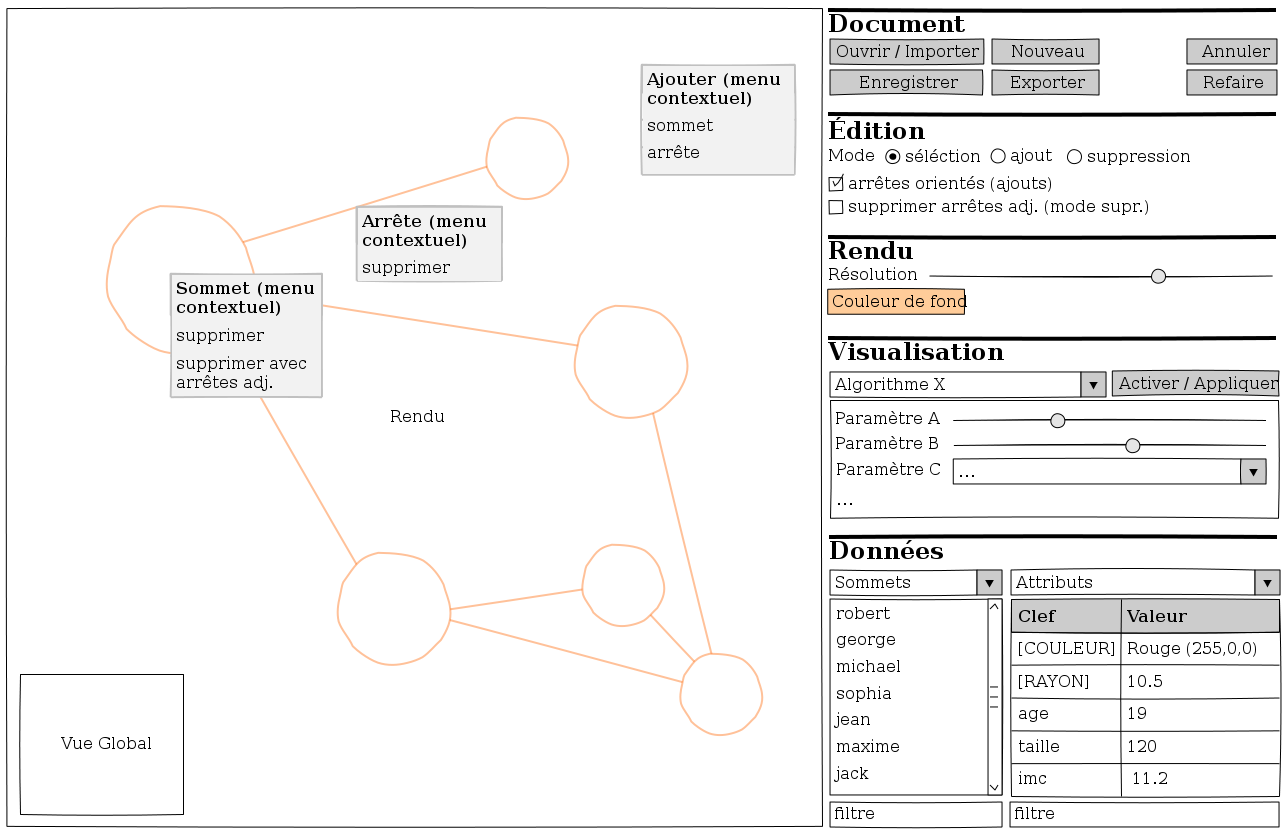 Ajouter (menu
contextuel)
sommet
arrête
Arrête (menu
contextuel)
supprimer
Sommet (menu
contextuel)
supprimer
supprimer avec
arrêtes adj.
Rendu
Vue Global
Document
Ouvrir / Importer Nouveau Annuler
Enregistrer Exporter Refaire
Édition
Mode séléction ajout suppression
arrêtes orientés (ajouts)
supprimer arrêtes adj. (mode supr.)
Rendu
Résolution
Couleur de fond
Visualisation
Algorithme X Activer / Appliquer
Paramètre A
Paramètre B
Paramètre C ...
...
Données
Sommets
robert
george
michael
sophia
jean
maxime
jack
filtre
Attributs
Clef Valeur
[COULEUR] Rouge (255,0,0)
[RAYON] 10.5
age 19
taille 120
imc 11.2
filtre